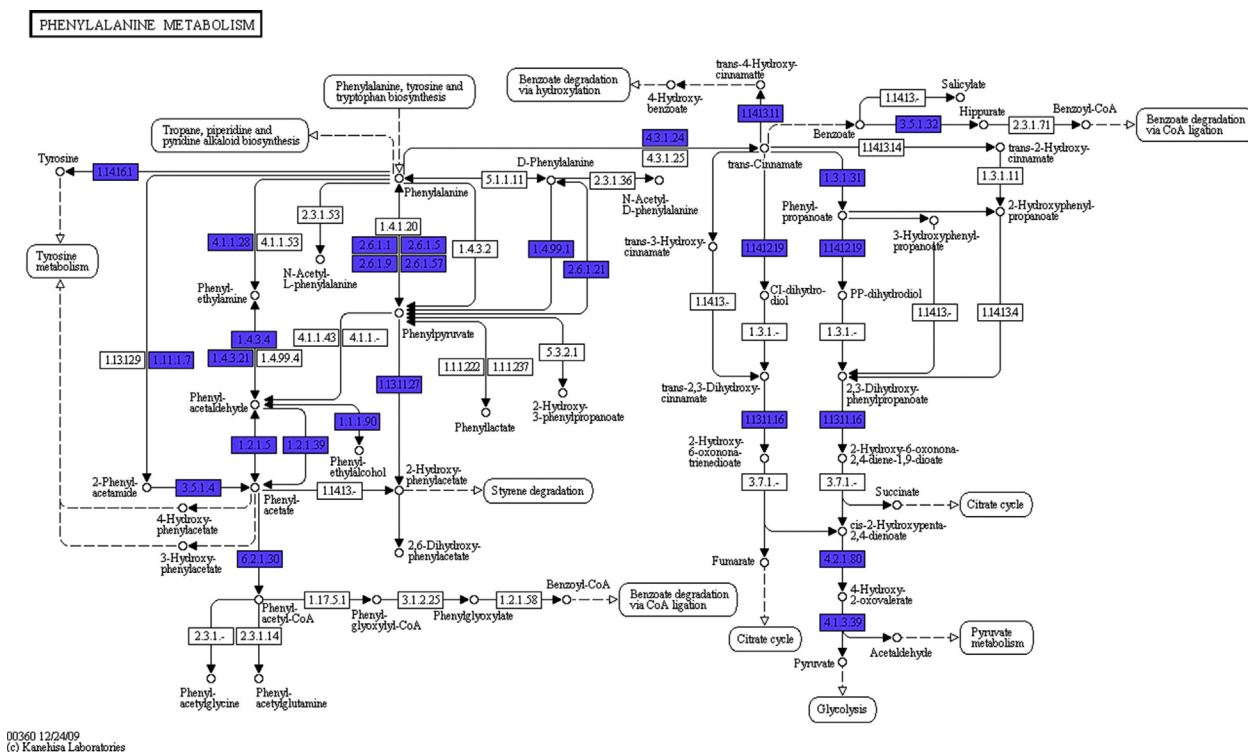 PHENYLALANINE METABOLISM
Phenylalanine, tyrosine and
tryptophan biosynthesis
Tropane, piperidine and
pyridine alkaloid biosynthesis
Benzoate degradation
via hydroxylation
4-Hydroxy-
benzoate
trans-4-Hydroxy-
cinnamatte
1.1413.11
Benzoate
1.14.13.-
Salicylate
3.5.1.32
Hippurate
2.3.1.71
Benzoyl-CoA
Benzoate degradation
via CoA ligation
Tyrosine
1.1416.1
Phenylalanine
4.3.1.24
4.3.1.25
trans-Cinnamate
1.1413.14
trans-2-Hydroxy-
cinnamate
D-Phenylalanine
5.1.1.11
2.3.1.36
N-Acetyl-
D-phenylalanine
1.3.1.31
1.3.1.11
2.3.1.53
N-Acetyl-
L-phenylalanine
Phenyl-
propanoate
2-Hydroxyphenyl-
propanoate
3-Hydroxyphenyl-
propanoate
Tyrosine
metabolism
4.1.1.28
4.1.1.53
1.4.1.20
2.6.1.1
2.6.1.5
2.6.1.9
2.6.1.57
1.4.3.2
1.4.99.1
2.6.1.21
trans-3-Hydroxy-
cinnamate
1.1412.19
1.1412.19
Phenyl-
ethylamine
CI-dihydro-
diol
PP-dihydrodiol
1.14.13.-
1.14.13.-
1.14.13.4
Phenylpyruvate
1.13.129
1.11.1.7
1.4.3.4
1.4.3.21
1.4.99.4
4.1.1.43
4.1.1.-
1.3.1.-
1.3.1.-
1.1.1.222
1.1.1.237
5.3.2.1
1.1311.27
Phenyl-
acetaldehyde
Phenyllactate
2-Hydroxy-
3-phenylpropanoate
trans-2,3-Dihydroxy-
cinnamate
2,3-Dihydroxy-
phenylpropanoate
1.2.1.5
1.2.1.39
1.1.1.90
Phenyl-
ethylalcohol
1.1311.16
1.1311.16
2-Hydroxy-
6-oxonona-
trienedioate
2-Hydroxy-6-oxonona-
2,4-diene-1,9-dioate
2-Phenyl-
acetamide
3.5.1.4
Phenyl-
acetate
1.14.13.-
2-Hydroxy-
phenylacetate
Styrene degradation
3.7.1.-
3.7.1.-
Succinate
Citrate cycle
4-Hydroxy-
phenylacetate
3-Hydroxy-
phenylacetate
2,6-Dihydroxy-
phenylacetate
cis-2-Hydroxypenta-
2,4-dienoate
6.2.1.30
Fumarate
4.2.1.80
4-Hydroxy-
2-oxovalerate
Phenyl-
acetyl-CoA
1.17.5.1
Phenyl
glyoxylyl-CoA
3.1.2.25
Phenylglyoxylate
1.2.1.58
Benzoyl-CoA
Benzoate degradation
via CoA ligation
2.3.1.-
2.3.1.14
Citrate cycle
4.1.3.39
Acetaldehyde
Pyruvate
metabolism
Pyruvate
Phenyl-
acetylglycine
Phenyl-
acetylglutamine
Glycolysis
00360 12/24/09
(c) Kanehisa Laboratories